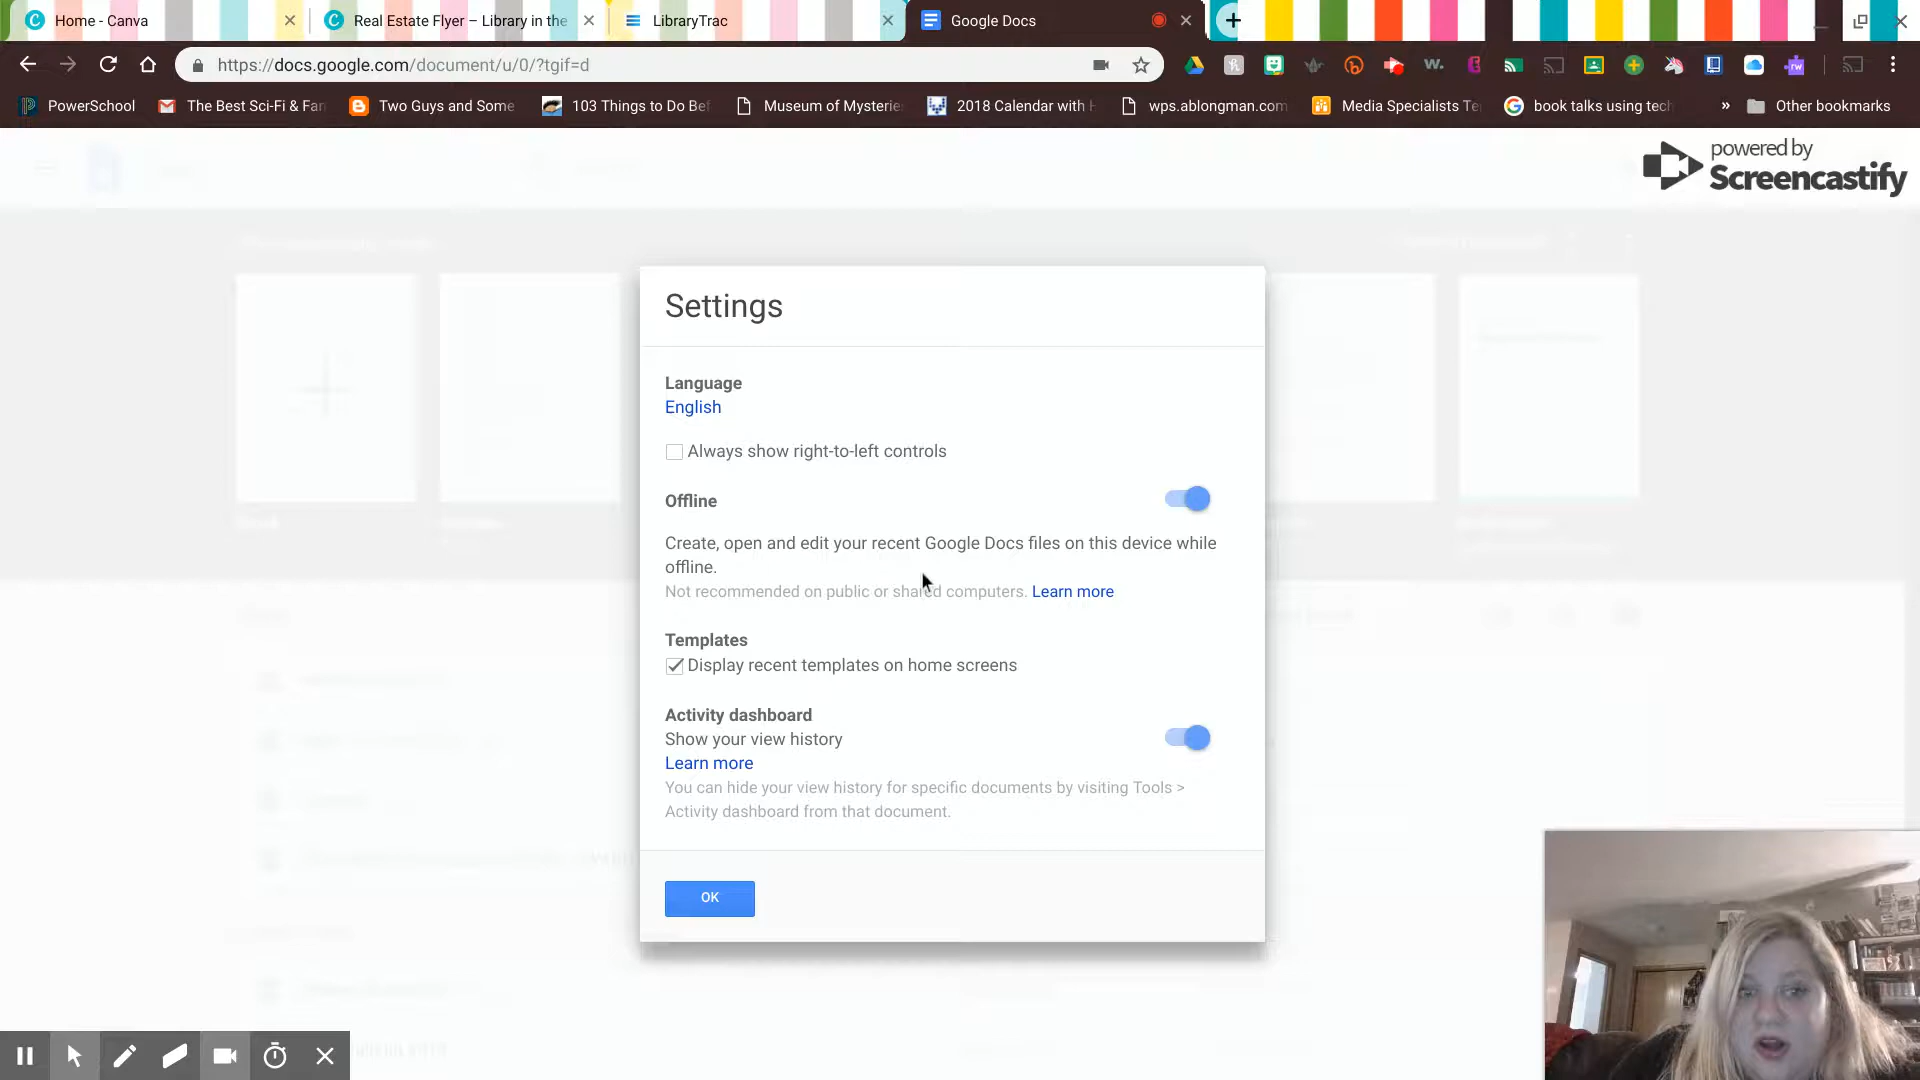 Home - Canva
Real Estate Flyer – Library in the
LibraryTrac
Google Docs
https://docs.google.com/document/u/0/?tgif=d
PowerSchool
The Best Sci-Fi & Fan
Two Guys and Some
103 Things to Do Bef
Museum of Mysterie
2018 Calendar with H
wps.ablongman.com
Media Specialists Te
book talks using tech
»
Other bookmarks
powered by
Screencastify
Settings
Language
English
Always show right-to-left controls
Offline
Create, open and edit your recent Google Docs files on this device while
offline.
Not recommended on public or shared computers. Learn more
Templates
Display recent templates on home screens
Activity dashboard
Show your view history
Learn more
You can hide your view history for specific documents by visiting Tools >
Activity dashboard from that document.
OK